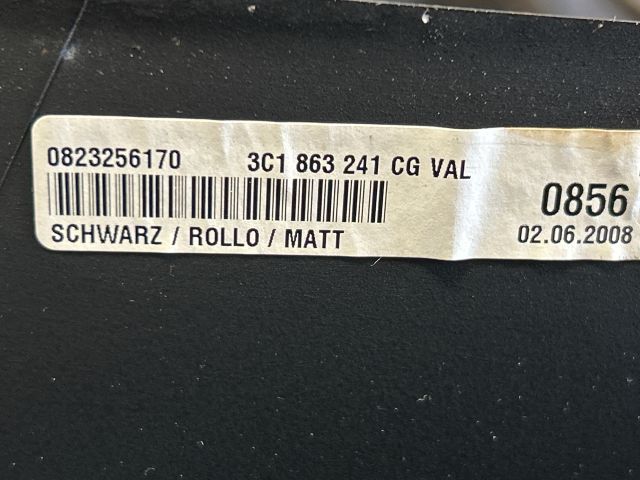 0823256170 3C1 863 241 CG VAL
SCHWARZ / ROLLO / MATT
0856
02.06.2008